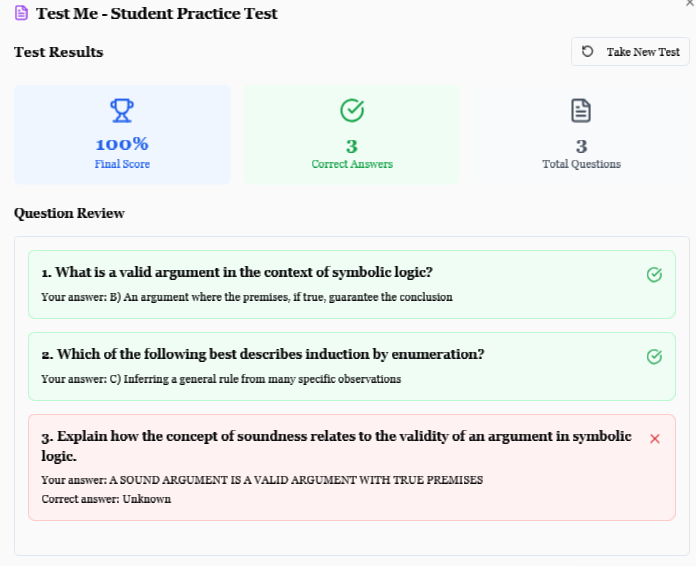 Test Me - Student Practice Test
Test Results
Take New Test
100%
Final Score
3
Correct Answers
3
Total Questions
Question Review
1. What is a valid argument in the context of symbolic logic?
Your answer: B) An argument where the premises, if true, guarantee the conclusion
2. Which of the following best describes induction by enumeration?
Your answer: C) Inferring a general rule from many specific observations
3. Explain how the concept of soundness relates to the validity of an argument in symbolic
logic.
Your answer: A SOUND ARGUMENT IS A VALID ARGUMENT WITH TRUE PREMISES
Correct answer: Unknown